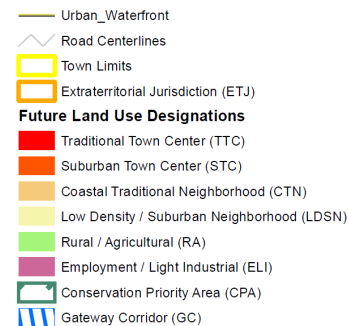 Urban_Waterfront
Road Centerlines
Town Limits
Extraterritorial Jurisdiction (ETJ)
Future Land Use Designations
Traditional Town Center (TTC)
Suburban Town Center (STC)
Coastal Traditional Neighborhood (CTN)
Low Density / Suburban Neighborhood (LDSN)
Rural / Agricultural (RA)
Employment / Light Industrial (ELI)
Conservation Priority Area (CPA)
Gateway Corridor (GC)